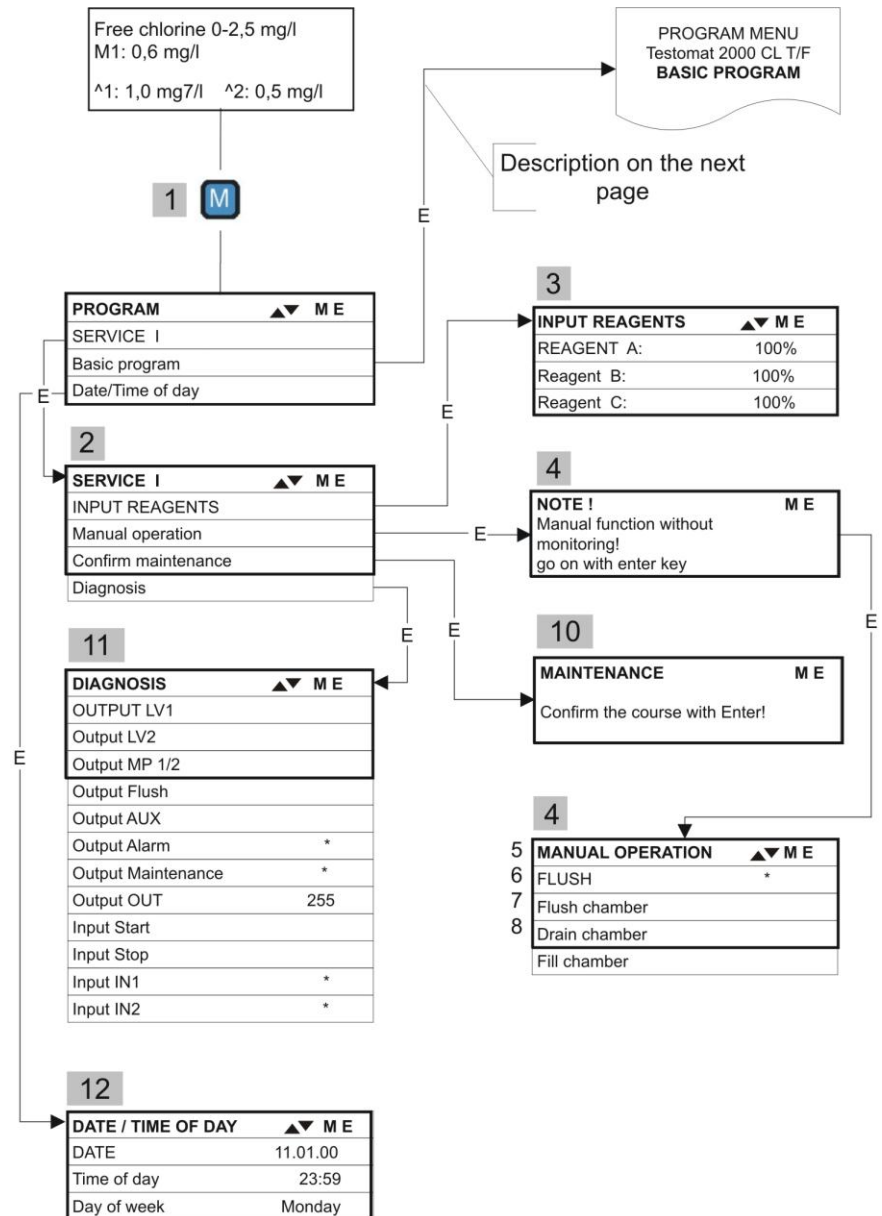 Free chlorine 0-2,5 mg/l
M1: 0,6 mg/l
^1: 1,0 mg7/l ^2: 0,5 mg/l
PROGRAM MENU
Testomat 2000 CL T/F
BASIC PROGRAM
Description on the next
page
1 M
E
PROGRAM ▲▼ M E
SERVICE I
Basic program
Date/Time of day
E
3
INPUT REAGENTS ▲▼ M E
REAGENT A: 100%
Reagent B: 100%
Reagent C: 100%
E
2
SERVICE I ▲▼ M E
INPUT REAGENTS
Manual operation
Confirm maintenance
Diagnosis
E
4
NOTE ! M E
Manual function without
monitoring!
go on with enter key
E
E
E
10
MAINTENANCE M E
Confirm the course with Enter!
11
DIAGNOSIS ▲▼ M E
OUTPUT LV1
Output LV2
Output MP 1/2
Output Flush
Output AUX
Output Alarm *
Output Maintenance *
Output OUT 255
Input Start
Input Stop
Input IN1 *
Input IN2 *
E
4
5 MANUAL OPERATION ▲▼ M E
6 FLUSH *
7 Flush chamber
8 Drain chamber
Fill chamber
12
DATE / TIME OF DAY ▲▼ M E
DATE 11.01.00
Time of day 23:59
Day of week Monday